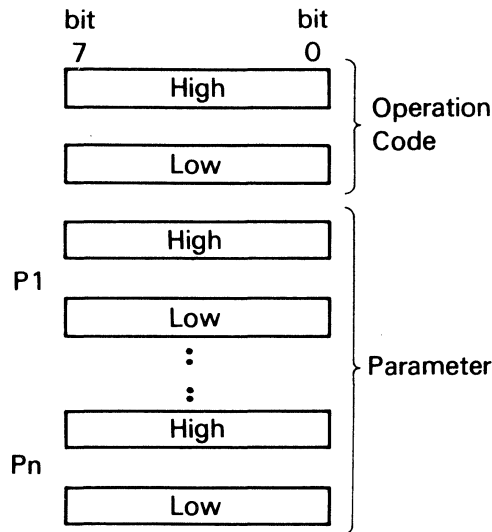 bit bit
7 0
High
Operation
Code
Low
High
P1
Low
Parameter
High
Pn
Low